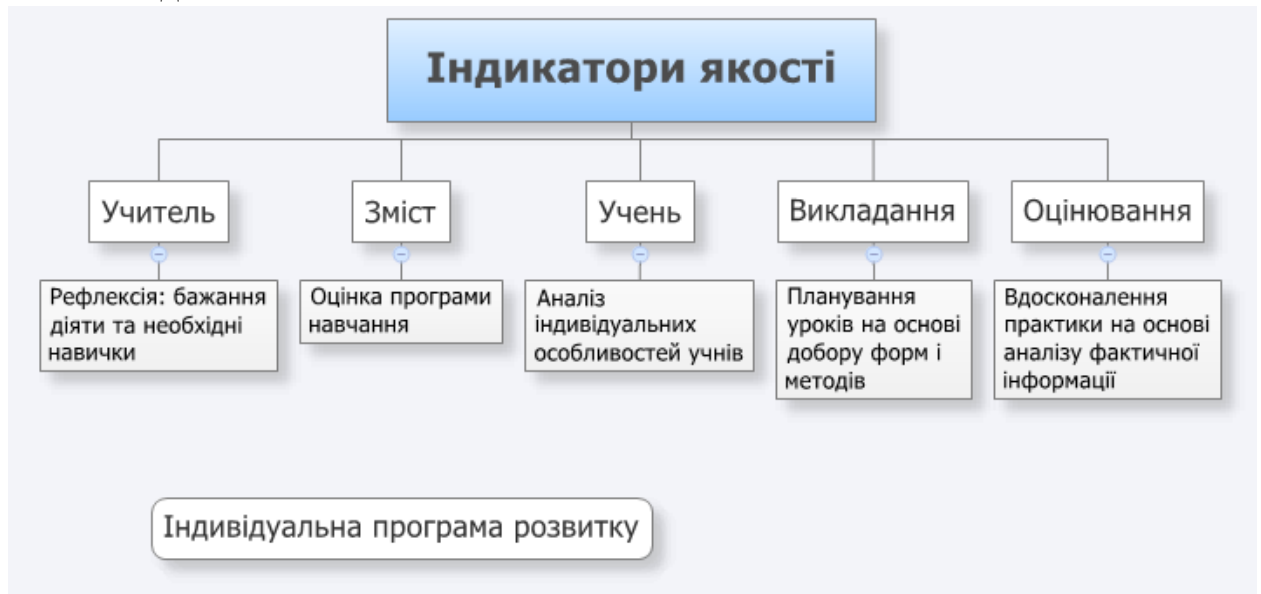 Індикатори якості
Учитель
Зміст
Учень
Викладання
Оцінювання
Рефлексія: бажання
діяти та необхідні
навички
Оцінка програми
навчання
Аналіз
індивідуальних
особливостей учнів
Планування
уроків на основі
добору форм і
методів
Вдосконалення
практики на основі
аналізу фактичної
інформації
Індивідуальна програма розвитку